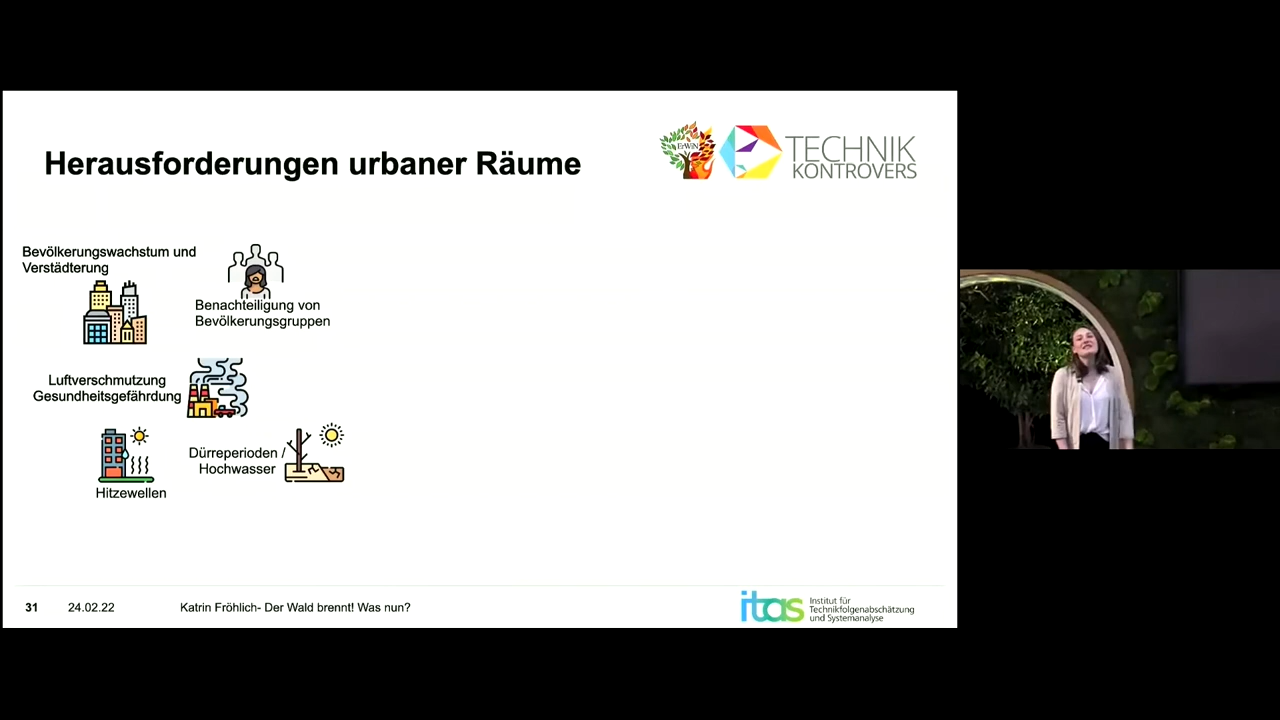 Herausforderungen urbaner Räume
ErWiN
TECHNIK
KONTROVERS
Bevölkerungswachstum und
Verstädterung
Benachteiligung von
Bevölkerungsgruppen
Luftverschmutzung
Gesundheitsgefährdung
Dürreperioden /
Hochwasser
Hitzewellen
31
24.02.22
Katrin Fröhlich- Der Wald brennt! Was nun?
itas
Institut für
Technikfolgenabschätzung
und Systemanalyse